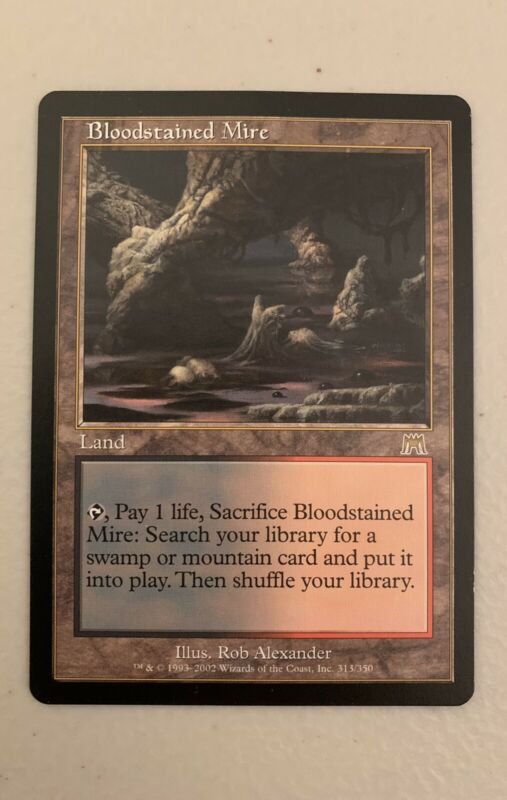 Bloodstained Mire
Land
, Pay 1 life, Sacrifice Bloodstained
Mire: Search your library for a
swamp or mountain card and put it
into play. Then shuffle your library.
Illus. Rob Alexander
™ & © 1993-2002 Wizards of the Coast, Inc. 313/350